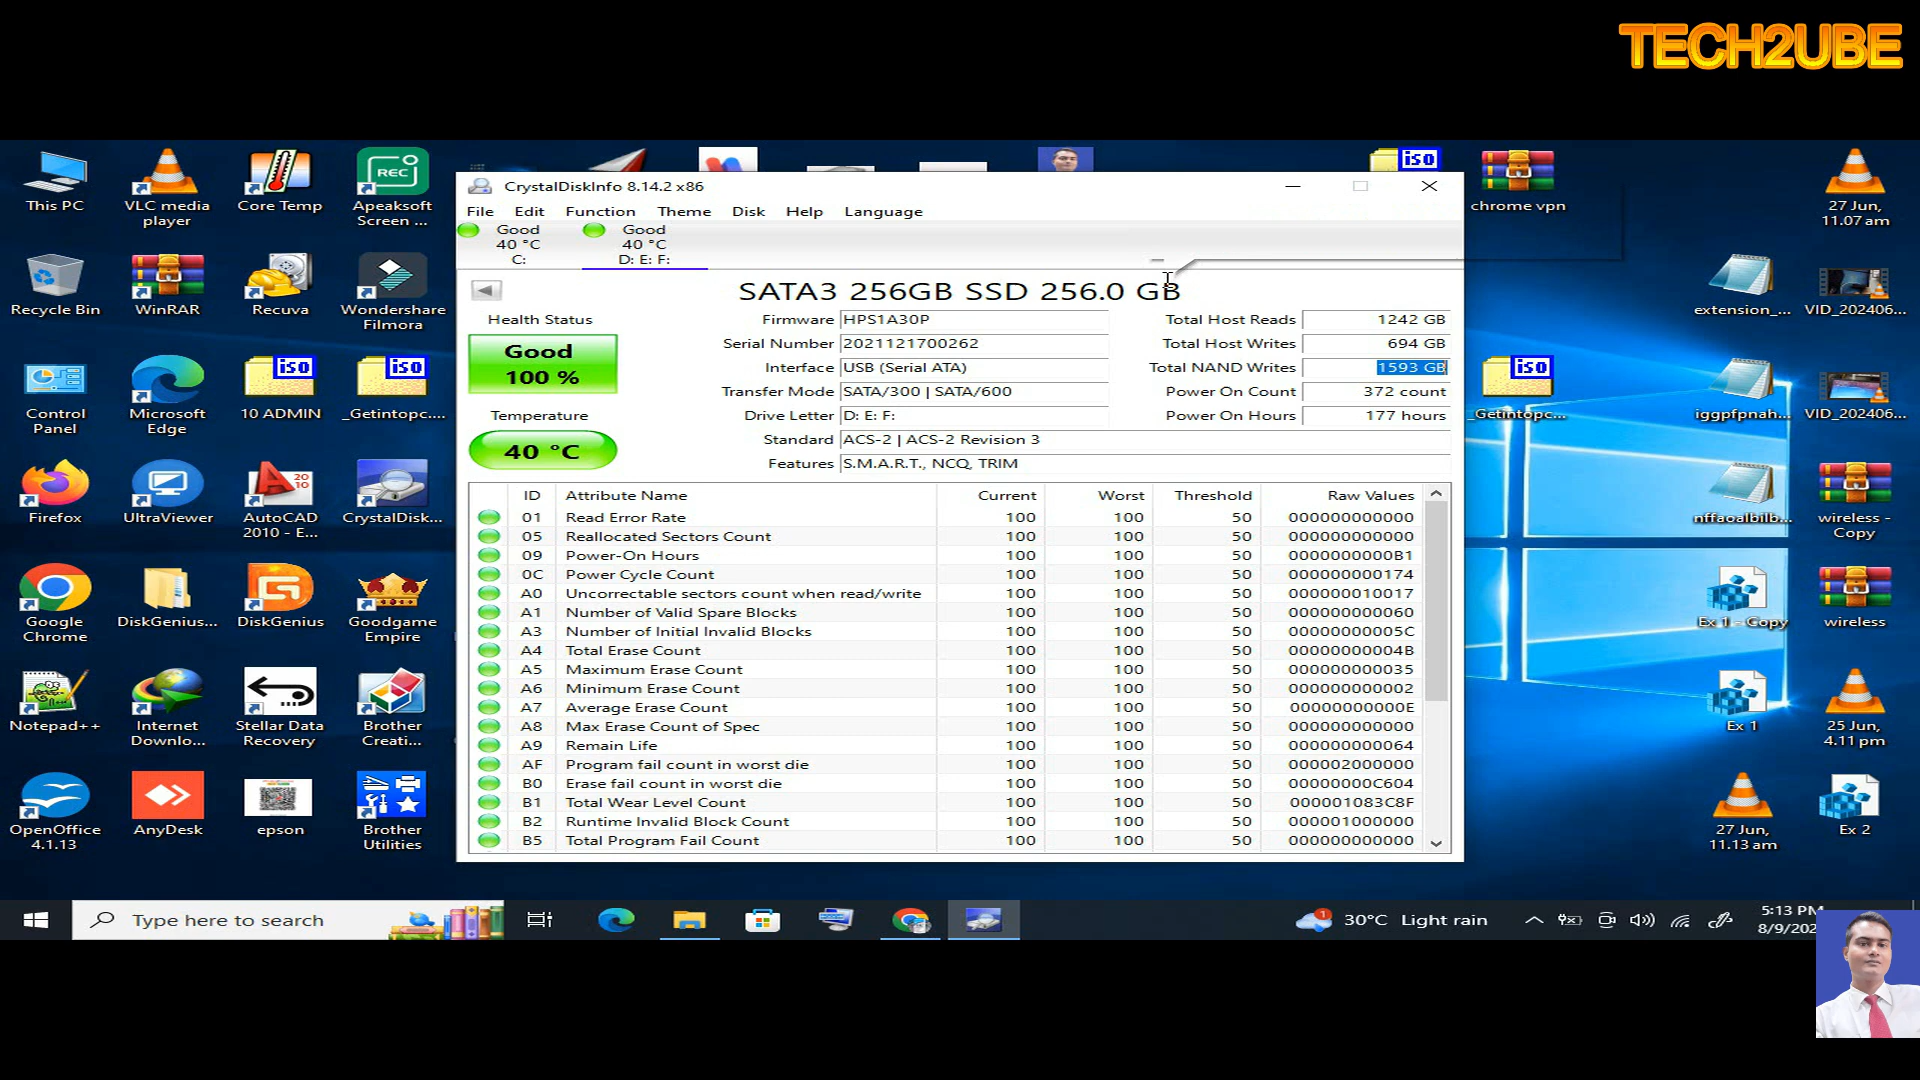 TECH2UBE
This PC
VLC media player
Core Temp
REC
Apeaksoft Screen ...
iso
chrome vpn
27 Jun, 11.07 am
Recycle Bin
WinRAR
Recuva
Wondershare Filmora
extension_...
VID_202406...
Control Panel
Microsoft Edge
iso
10 ADMIN
iso
_Getintopc....
iso
_Getintopc...
iggpfpnah...
VID_202406...
Firefox
UltraViewer
20
10
AutoCAD 2010 - E...
CrystalDisk...
nffaoalbilb...
wireless - Copy
Google Chrome
DiskGenius...
DiskGenius
Goodgame Empire
Ex 1 - Copy
wireless
Notepad++
Internet Downlo...
Stellar Data Recovery
Brother Creati...
Ex 1
25 Jun, 4.11 pm
OpenOffice 4.1.13
AnyDesk
epson
Brother Utilities
27 Jun, 11.13 am
Ex 2
CrystalDiskInfo 8.14.2 x86
File Edit Function Theme Disk Help Language
Good
40 °C
C:
Good
40 °C
D: E: F:
SATA3 256GB SSD 256.0 GB
Health Status
Good
100 %
Temperature
40 °C
Firmware HPS1A30P
Serial Number 2021121700262
Interface USB (Serial ATA)
Transfer Mode SATA/300 | SATA/600
Drive Letter D: E: F:
Standard ACS-2 | ACS-2 Revision 3
Features S.M.A.R.T., NCQ, TRIM
Total Host Reads 1242 GB
Total Host Writes 694 GB
Total NAND Writes 1593 GB
Power On Count 372 count
Power On Hours 177 hours
ID Attribute Name Current Worst Threshold Raw Values
01 Read Error Rate 100 100 50 000000000000
05 Reallocated Sectors Count 100 100 50 000000000000
09 Power-On Hours 100 100 50 0000000000B1
0C Power Cycle Count 100 100 50 000000000174
A0 Uncorrectable sectors count when read/write 100 100 50 000000010017
A1 Number of Valid Spare Blocks 100 100 50 000000000060
A3 Number of Initial Invalid Blocks 100 100 50 00000000005C
A4 Total Erase Count 100 100 50 00000000004B
A5 Maximum Erase Count 100 100 50 000000000035
A6 Minimum Erase Count 100 100 50 000000000002
A7 Average Erase Count 100 100 50 00000000000E
A8 Max Erase Count of Spec 100 100 50 000000000000
A9 Remain Life 100 100 50 000000000064
AF Program fail count in worst die 100 100 50 000002000000
B0 Erase fail count in worst die 100 100 50 00000000C604
B1 Total Wear Level Count 100 100 50 000001083C8F
B2 Runtime Invalid Block Count 100 100 50 000001000000
B5 Total Program Fail Count 100 100 50 000000000000
Type here to search
1
30°C Light rain
5:13 PM
8/9/202